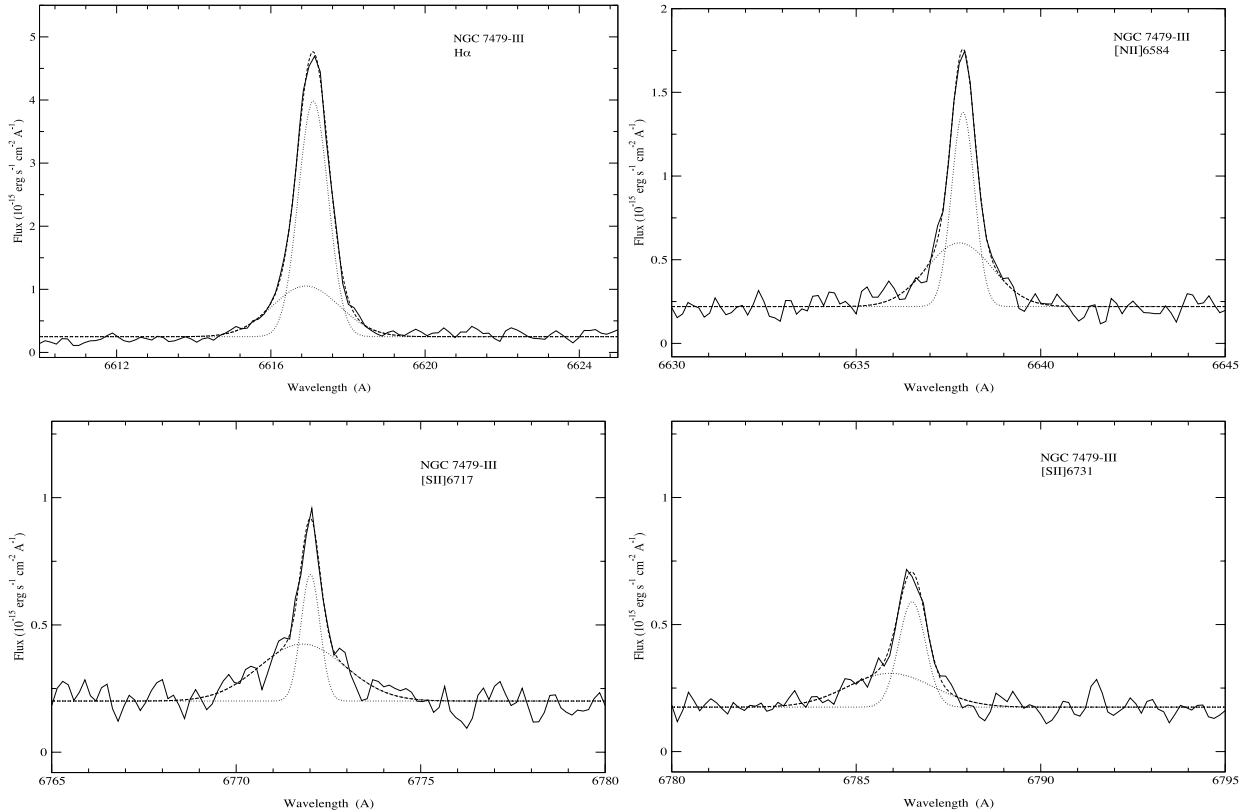 NGC 7479-III
Hα
Flux (10⁻¹⁵ erg s⁻¹ cm⁻² A⁻¹)
5
4
3
2
1
0
6612
6616
6620
6624
Wavelength (A)
NGC 7479-III
[NII]6584
Flux (10⁻¹⁵ erg s⁻¹ cm⁻² A⁻¹)
2
1.5
1
0.5
0
6630
6635
6640
6645
Wavelength (A)
NGC 7479-III
[SII]6717
Flux (10⁻¹⁵ erg s⁻¹ cm⁻² A⁻¹)
1
0.5
0
6765
6770
6775
6780
Wavelength (A)
NGC 7479-III
[SII]6731
Flux (10⁻¹⁵ erg s⁻¹ cm⁻² A⁻¹)
1
0.5
0
6780
6785
6790
6795
Wavelength (A)